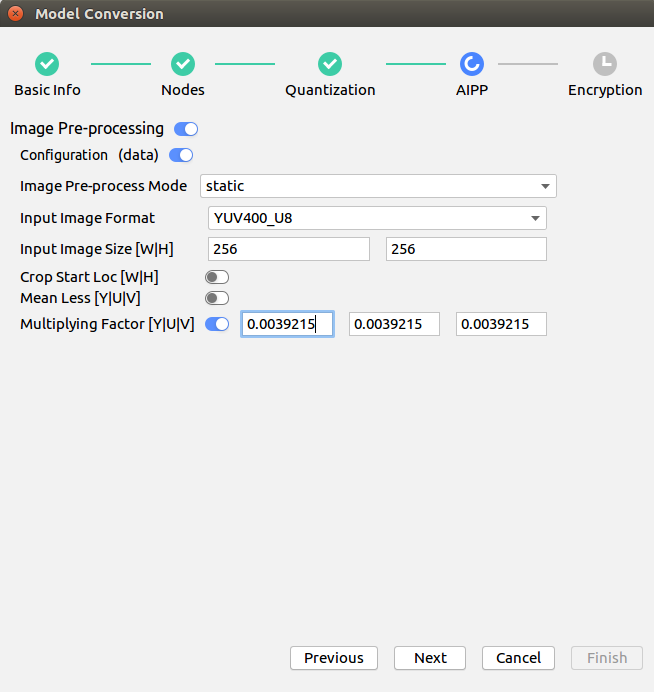 Model Conversion
Basic Info Nodes Quantization AIPP Encryption
Image Pre-processing
Configuration (data)
Image Pre-process Mode static
Input Image Format YUV400_U8
Input Image Size [W|H] 256 256
Crop Start Loc [W|H]
Mean Less [Y|U|V]
Multiplying Factor [Y|U|V] 0.0039215 0.0039215 0.0039215
Previous Next Cancel Finish